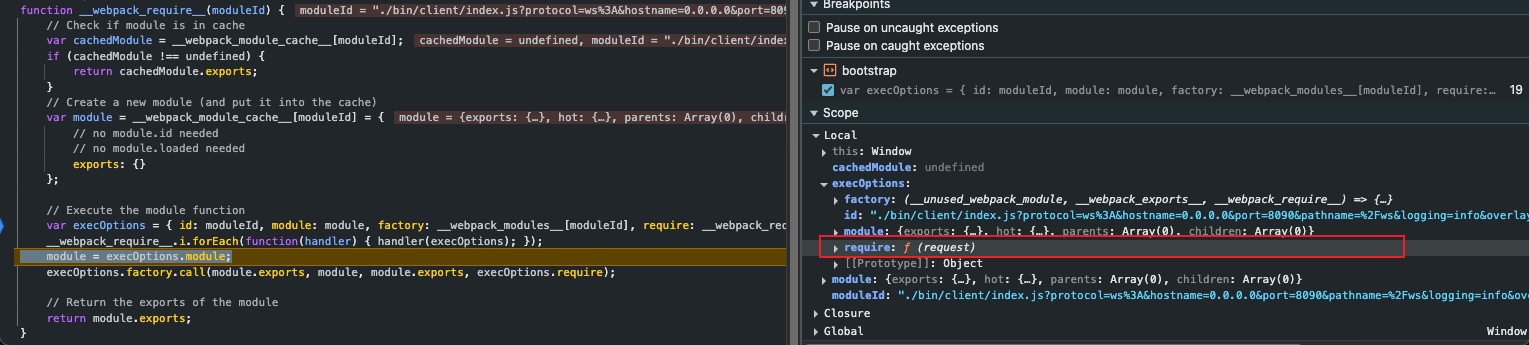 function __webpack_require__(moduleId) { moduleId = "./bin/client/index.js?protocol=ws%3A&hostname=0.0.0.0&port=8090
// Check if module is in cache
var cachedModule = __webpack_module_cache__[moduleId]; cachedModule = undefined, moduleId = "./bin/client/index
if (cachedModule !== undefined) {
return cachedModule.exports;
}
// Create a new module (and put it into the cache)
var module = __webpack_module_cache__[moduleId] = { module = {exports: {…}, hot: {…}, parents: Array(0), childre
// no module.id needed
// no module.loaded needed
exports: {}
};
// Execute the module function
var execOptions = { id: moduleId, module: module, factory: __webpack_modules__[moduleId], require: __webpack_req
__webpack_require__.i.forEach(function(handler) { handler(execOptions); });
module = execOptions.module;
execOptions.factory.call(module.exports, module, module.exports, execOptions.require);
// Return the exports of the module
return module.exports;
}
Breakpoints
Pause on uncaught exceptions
Pause on caught exceptions
bootstrap
var execOptions = { id: moduleId, module: module, factory: __webpack_modules__[moduleId], require:… 19
Scope
Local
this: Window
cachedModule: undefined
execOptions:
factory: (__unused_webpack_module, __webpack_exports__, __webpack_require__) => {…}
id: "./bin/client/index.js?protocol=ws%3A&hostname=0.0.0.0&port=8090&pathname=%2Fws&logging=info&overlay
module: {exports: {…}, hot: {…}, parents: Array(0), children: Array(0)}
require: ƒ (request)
[[Prototype]]: Object
module: {exports: {…}, hot: {…}, parents: Array(0), children: Array(0)}
moduleId: "./bin/client/index.js?protocol=ws%3A&hostname=0.0.0.0&port=8090&pathname=%2Fws&logging=info&ove
Closure
Global Window